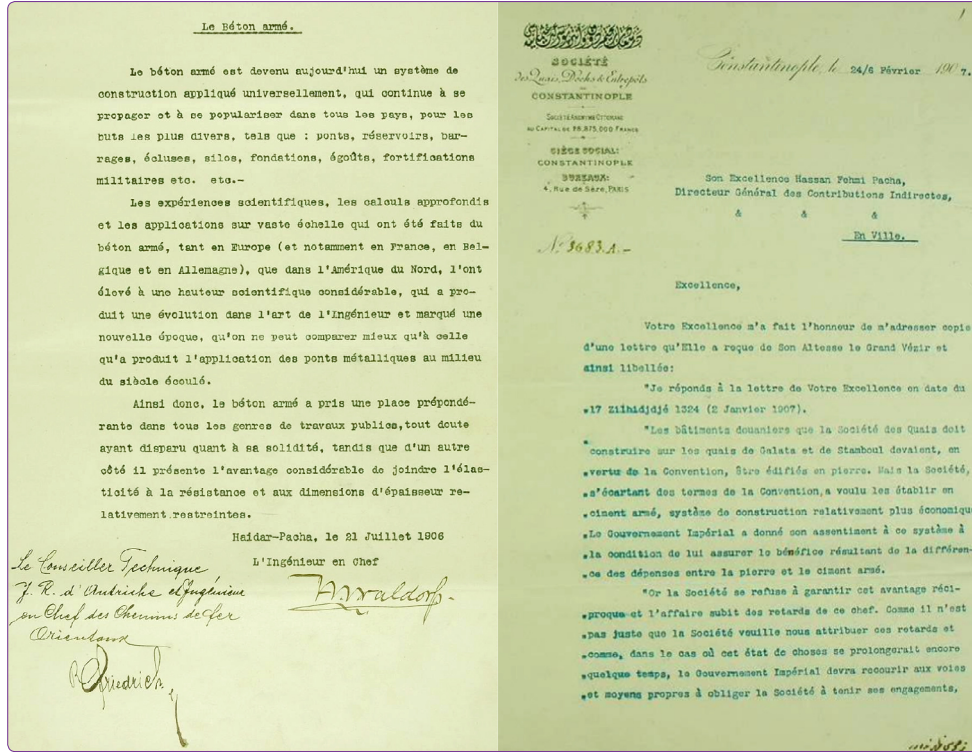 Le Béton armé.
Le béton armé est devenu aujourd'hui un système de
construction appliqué universellement, qui continue à se
propager et à se populariser dans tous les pays, pour les
buts les plus divers, tels que : ponts, réservoirs, bar-
rages, écluses, silos, fondations, égoûts, fortifications
militaires etc. etc.-
Les expériences scientifiques, les calculs approfondis
et les applications sur vaste échelle qui ont été faits du
béton armé, tant en Europe (et notamment en France, en Bel-
gique et en Allemagne), que dans l'Amérique du Nord, l'ont
élevé à une hauteur scientifique considérable, qui a pro-
duit une évolution dans l'art de l'Ingénieur et marqué une
nouvelle époque, qu'on ne peut comparer mieux qu'à celle
qu'a produit l'application des ponts métalliques au milieu
du siècle écoulé.
Ainsi donc, le béton armé a pris une place prépondé-
rante dans tous les genres de travaux publics,tout doute
ayant disparu quant à sa solidité, tandis que d'un autre
côté il présente l'avantage considérable de joindre l'élas-
ticité à la résistance et aux dimensions d'épaisseur re-
lativement restreintes.
Haidar-Pacha, le 21 Juillet 1906
L'Ingénieur en Chef
Waldorp.
Le Conseiller Technique
J. R. d'Autriche et Ingénieur
en Chef des Chemins de fer
Orientaux
Friedrich
1
SOCIÉTÉ
des Quais, Docks & Entrepôts
DE CONSTANTINOPLE
SOCIÉTÉ ANONYME OTTOMANE
AU CAPITAL DE 28.875.000 FRANCS
SIÈGE SOCIAL:
CONSTANTINOPLE
BUREAUX:
4, Rue de Sèze, PARIS
No 3683.A.-
Constantinople, le 24/6 Février 1907.
Son Excellence Hassan Fehmi Pacha,
Directeur Général des Contributions Indirectes,
& & &
En Ville.
Excellence,
Votre Excellence m'a fait l'honneur de m'adresser copie
d'une lettre qu'Elle a reçue de Son Altesse le Grand Vézir et
ainsi libellée:
"Je réponds à la lettre de Votre Excellence en date du
"17 Zilhidjdjé 1324 (2 Janvier 1907).
"Les bâtiments douaniers que la Société des Quais doit
" construire sur les quais de Galata et de Stamboul devaient, en
" vertu de la Convention, être édifiés en pierre. Mais la Société,
"s'écartant des termes de la Convention,a voulu les établir en
"ciment armé, système de construction relativement plus économique
"Le Gouvernement Impérial a donné son assentiment à ce système à
"la condition de lui assurer le bénéfice résultant de la différen-
"ce des dépenses entre la pierre et le ciment armé.
"Or la Société se refuse à garantir cet avantage réci-
"proque et l'affaire subit des retards de ce chef. Comme il n'est
"pas juste que la Société veuille nous attribuer ces retards et
"comme, dans le cas où cet état de choses se prolongerait encore
"quelque temps, le Gouvernement Impérial devra recourir aux voies
"et moyens propres à obliger la Société à tenir ses engagements,